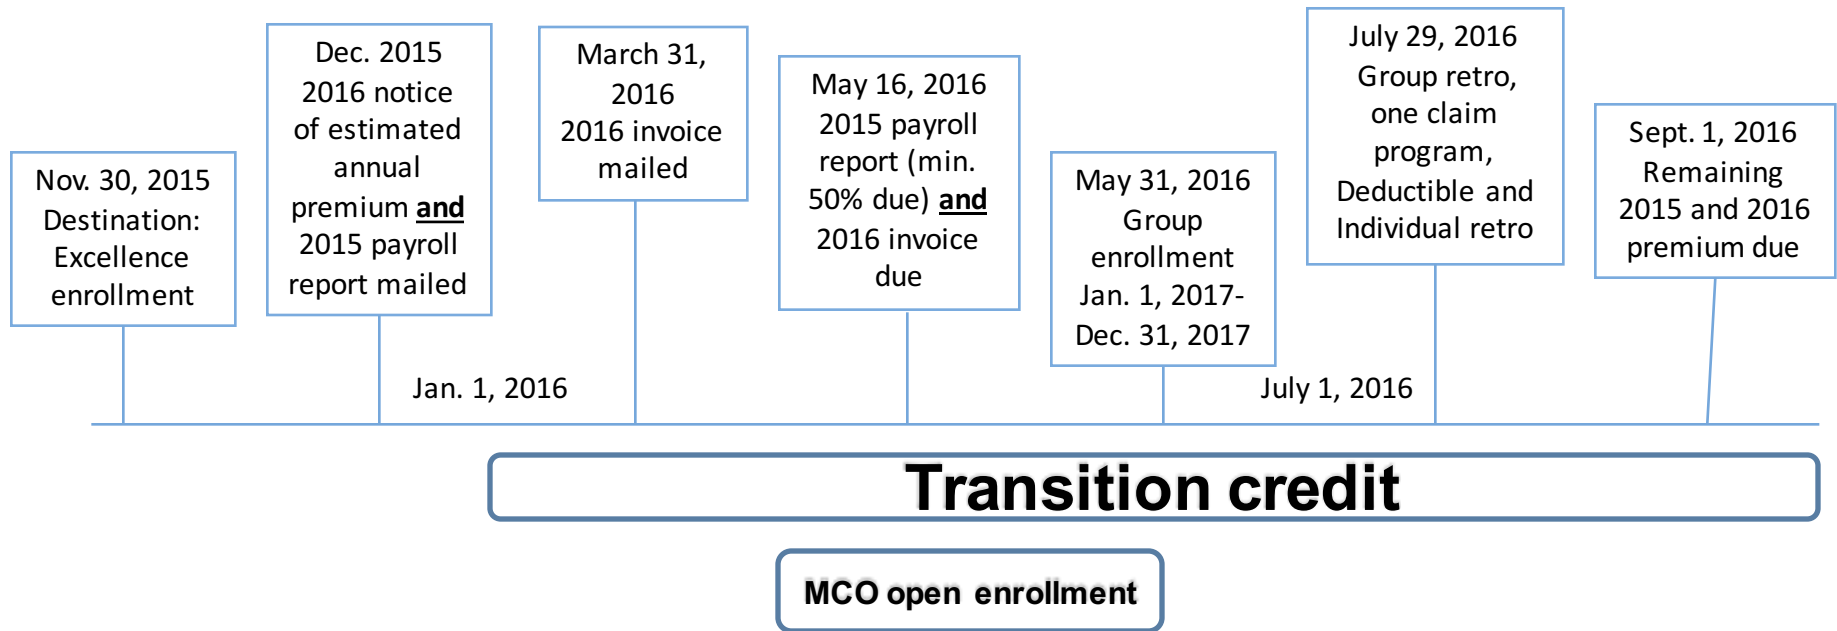 Nov. 30, 2015
Destination:
Excellence
enrollment
Dec. 2015
2016 notice
of estimated
annual
premium and
2015 payroll
report mailed
March 31,
2016
2016 invoice
mailed
May 16, 2016
2015 payroll
report (min.
50% due) and
2016 invoice
due
May 31, 2016
Group
enrollment
Jan. 1, 2017-
Dec. 31, 2017
July 29, 2016
Group retro,
one claim
program,
Deductible and
Individual retro
Sept. 1, 2016
Remaining
2015 and 2016
premium due
Jan. 1, 2016
July 1, 2016
Transition credit
MCO open enrollment